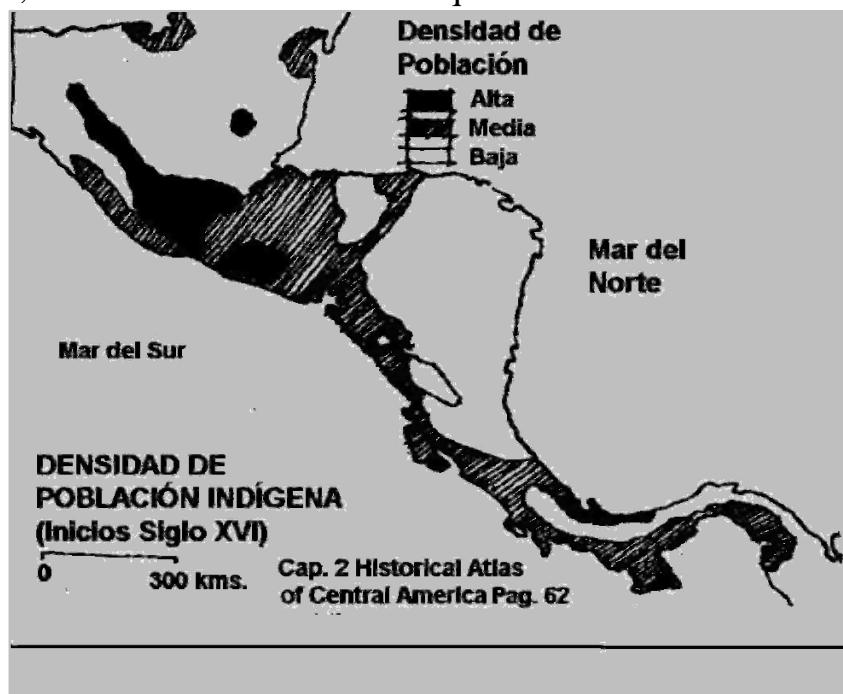 Densidad de
Población
Alta
Media
Baja
Mar del
Norte
Mar del Sur
DENSIDAD DE
POBLACIÓN INDÍGENA
(Inicios Siglo XVI)
0
300 kms.
Cap. 2 Historical Atlas
of Central America Pag. 62